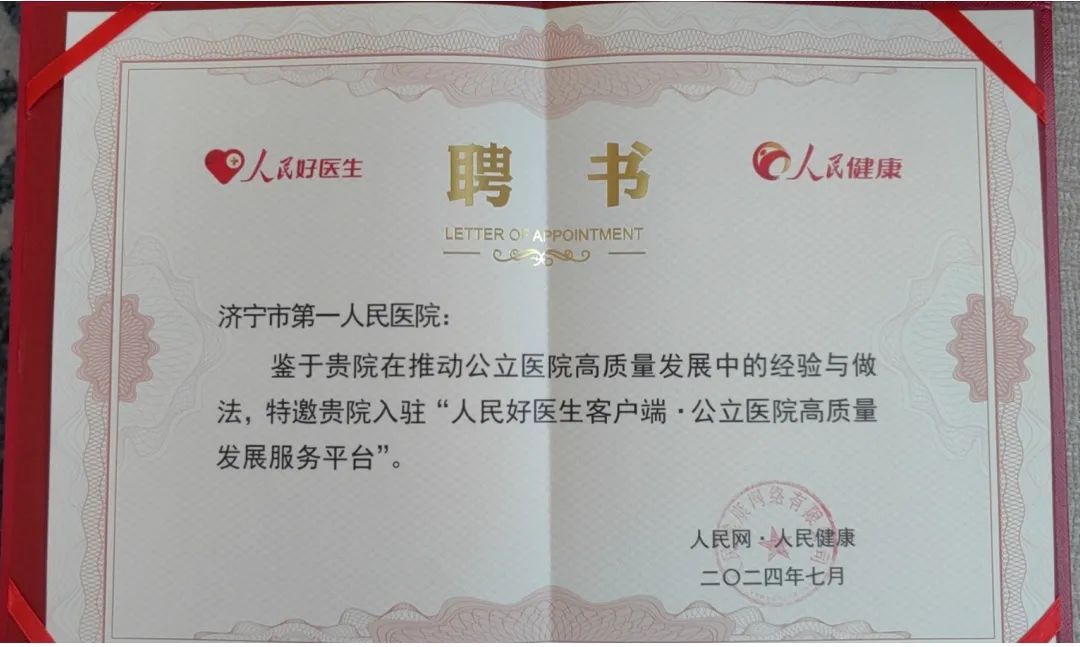 人民好医生
聘书
人民健康
LETTER OF APPOINTMENT
济宁市第一人民医院：
鉴于贵院在推动公立医院高质量发展中的经验与做
法，特邀贵院入驻“人民好医生客户端·公立医院高质量
发展服务平台”。
人民网·人民健康
二〇二四年七月